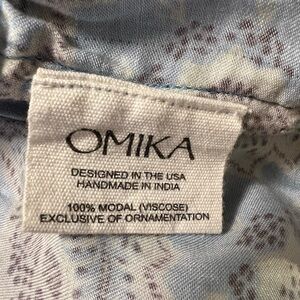 OMIKA
DESIGNED IN THE USA
HANDMADE IN INDIA
100% MODAL (VISCOSE)
EXCLUSIVE OF ORNAMENTATION